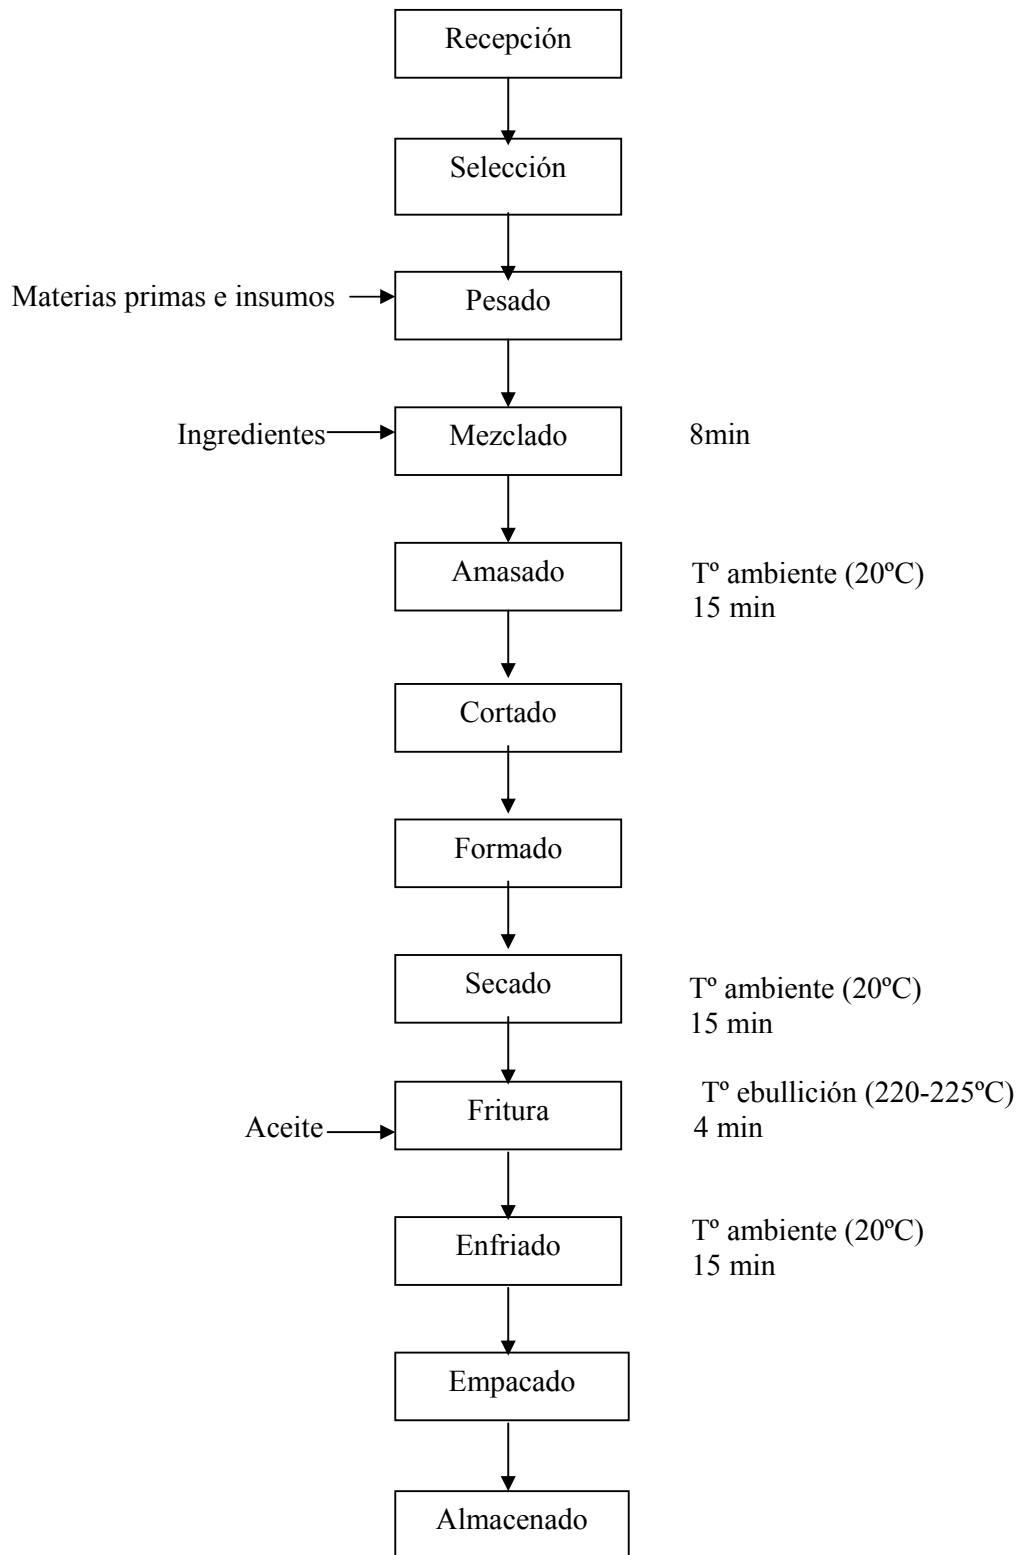 Recepción
Selección
Materias primas e insumos
Pesado
Ingredientes
Mezclado
8min
Amasado
Tº ambiente (20ºC)
15 min
Cortado
Formado
Secado
Tº ambiente (20ºC)
15 min
Aceite
Fritura
Tº ebullición (220-225ºC)
4 min
Enfriado
Tº ambiente (20ºC)
15 min
Empacado
Almacenado